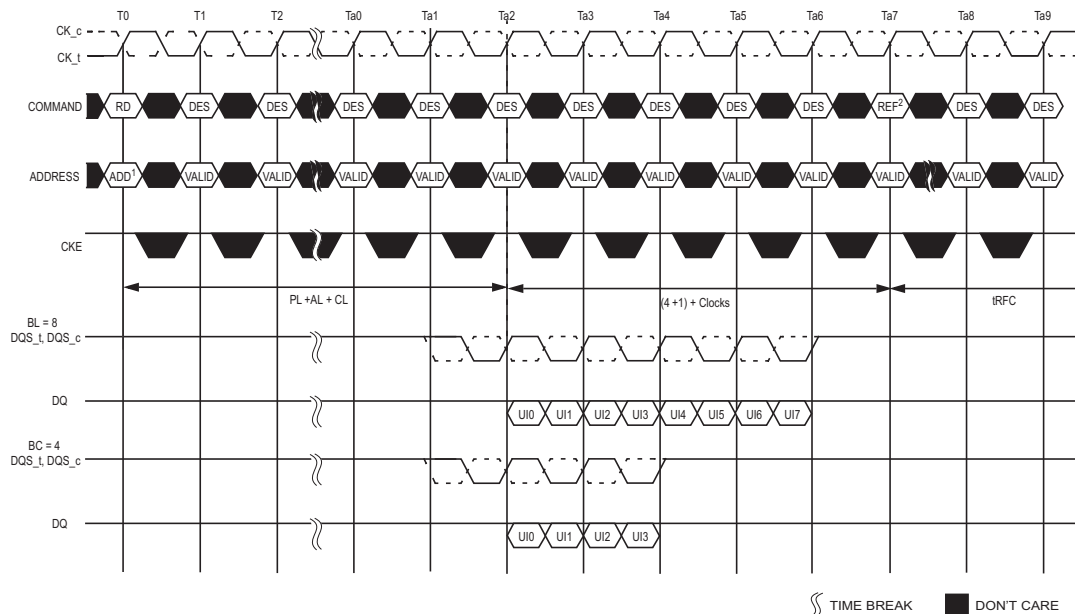 T0 T1 T2 Ta0 Ta1 Ta2 Ta3 Ta4 Ta5 Ta6 Ta7 Ta8 Ta9
CK_c
CK_t
COMMAND RD DES DES DES DES DES DES DES DES DES REF2 DES DES
ADDRESS ADD1 VALID VALID VALID VALID VALID VALID VALID VALID VALID VALID VALID VALID
CKE
PL +AL + CL (4 +1) + Clocks tRFC
BL = 8
DQS_t, DQS_c
DQ UI0 UI1 UI2 UI3 UI4 UI5 UI6 UI7
BC = 4
DQS_t, DQS_c
DQ UI0 UI1 UI2 UI3
TIME BREAK DON'T CARE